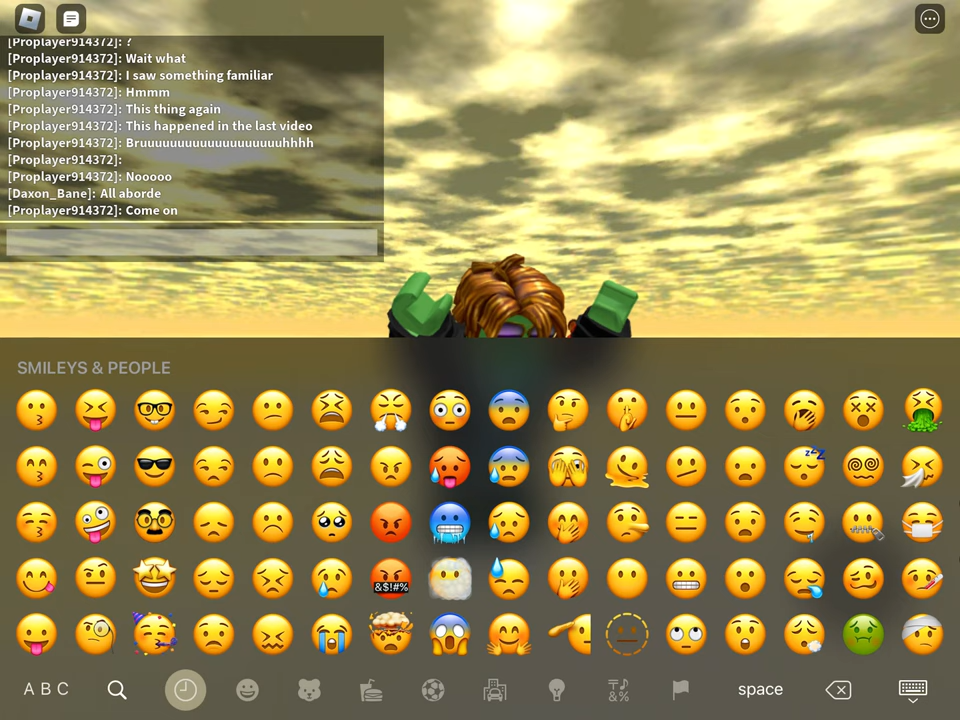 [Proplayer914372]: ?
[Proplayer914372]: Wait what
[Proplayer914372]: I saw something familiar
[Proplayer914372]: Hmmm
[Proplayer914372]: This thing again
[Proplayer914372]: This happened in the last video
[Proplayer914372]: Bruuuuuuuuuuuuuuuuuuuhhhh
[Proplayer914372]:
[Proplayer914372]: Nooooo
[Daxon_Bane]: All aborde
[Proplayer914372]: Come on
SMILEYS & PEOPLE
zZZ
&$!#%
ABC
&%
space